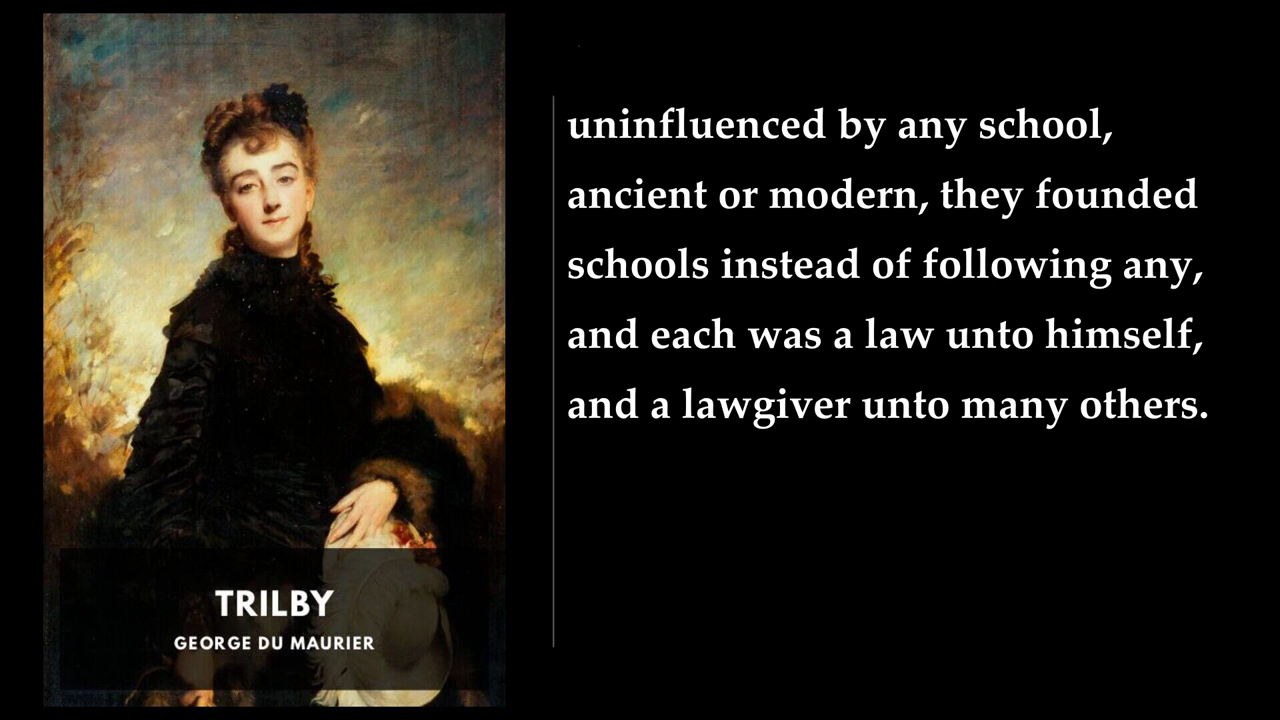 uninfluenced by any school,
ancient or modern, they founded
schools instead of following any,
and each was a law unto himself,
and a lawgiver unto many others.
TRILBY
GEORGE DU MAURIER